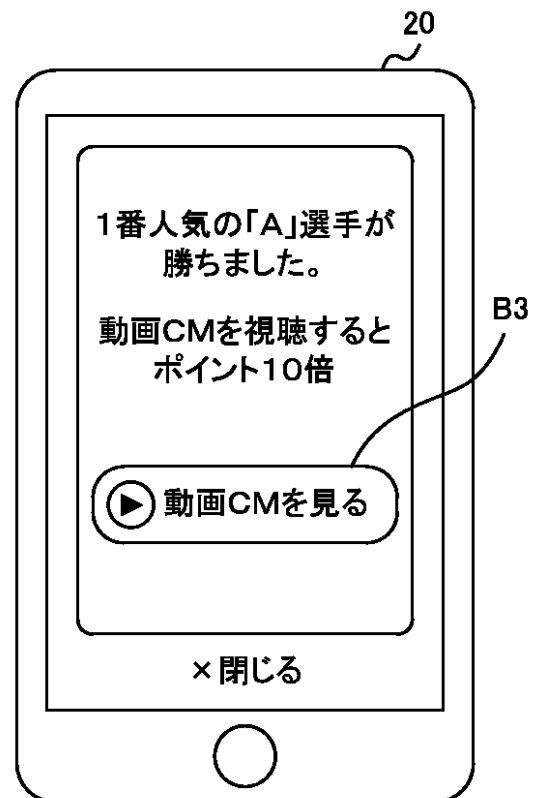 20
1番人気の「A」選手が
勝ちました。
動画CMを視聴すると
ポイント10倍
B3
動画CMを見る
×閉じる